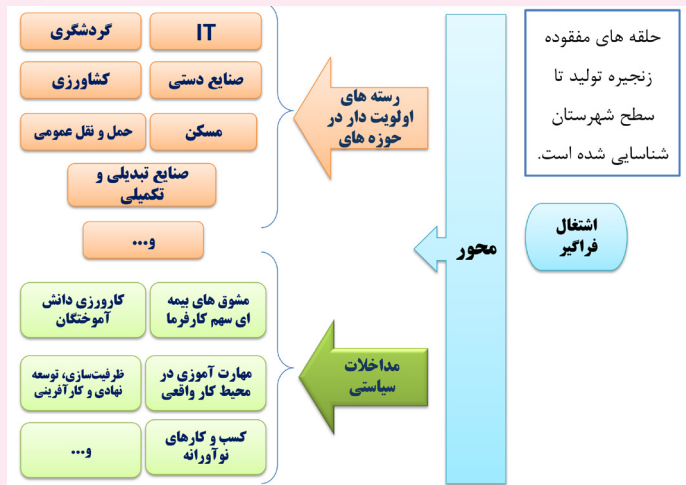 حلقه های مفقوده
زنجیره تولید تا
سطح شهرستان
شناسایی شده است.
اشتغال
فراگیر
محور
رسته های
اولویت دار در
حوزه های
IT
گردشگری
صنایع دستی
کشاورزی
مسکن
حمل و نقل عمومی
صنایع تبدیلی و
تکمیلی
و...
مداخلات
سیاستی
مشوق های بیمه
ای سهم کارفرما
کارورزی دانش
آموختگان
مهارت آموزی در
محیط کار واقعی
ظرفیت‌سازی، توسعه
نهادی و کارآفرینی
کسب و کارهای
نوآورانه
و...